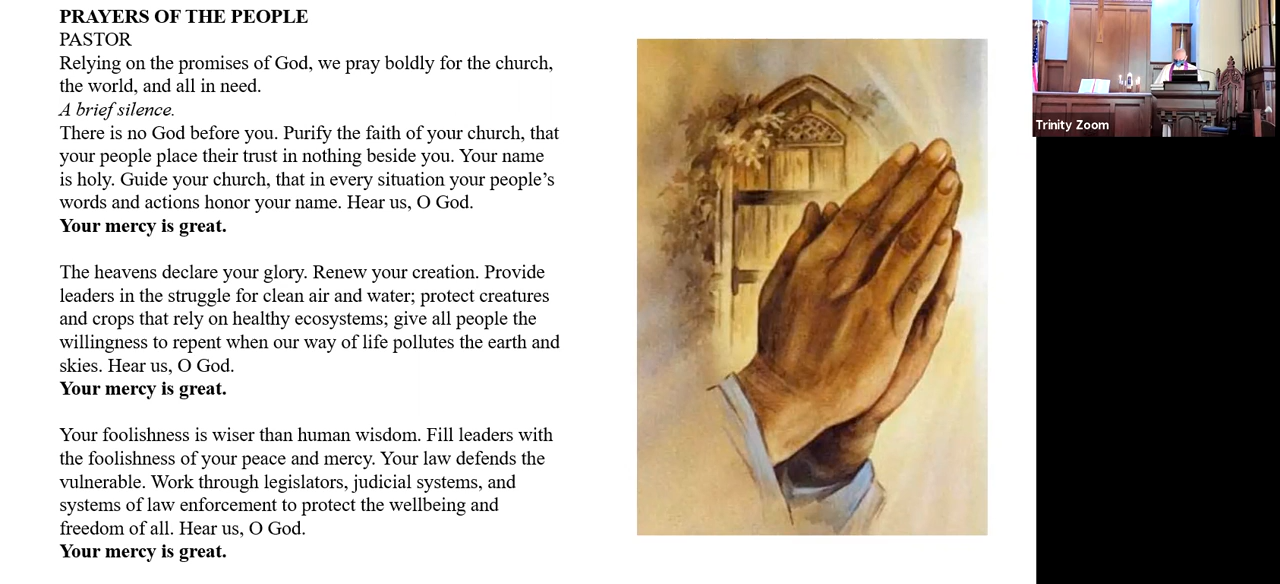 PRAYERS OF THE PEOPLE
PASTOR
Relying on the promises of God, we pray boldly for the church,
the world, and all in need.
A brief silence.
There is no God before you. Purify the faith of your church, that
your people place their trust in nothing beside you. Your name
is holy. Guide your church, that in every situation your people’s
words and actions honor your name. Hear us, O God.
Your mercy is great.
The heavens declare your glory. Renew your creation. Provide
leaders in the struggle for clean air and water; protect creatures
and crops that rely on healthy ecosystems; give all people the
willingness to repent when our way of life pollutes the earth and
skies. Hear us, O God.
Your mercy is great.
Your foolishness is wiser than human wisdom. Fill leaders with
the foolishness of your peace and mercy. Your law defends the
vulnerable. Work through legislators, judicial systems, and
systems of law enforcement to protect the wellbeing and
freedom of all. Hear us, O God.
Your mercy is great.
Trinity Zoom